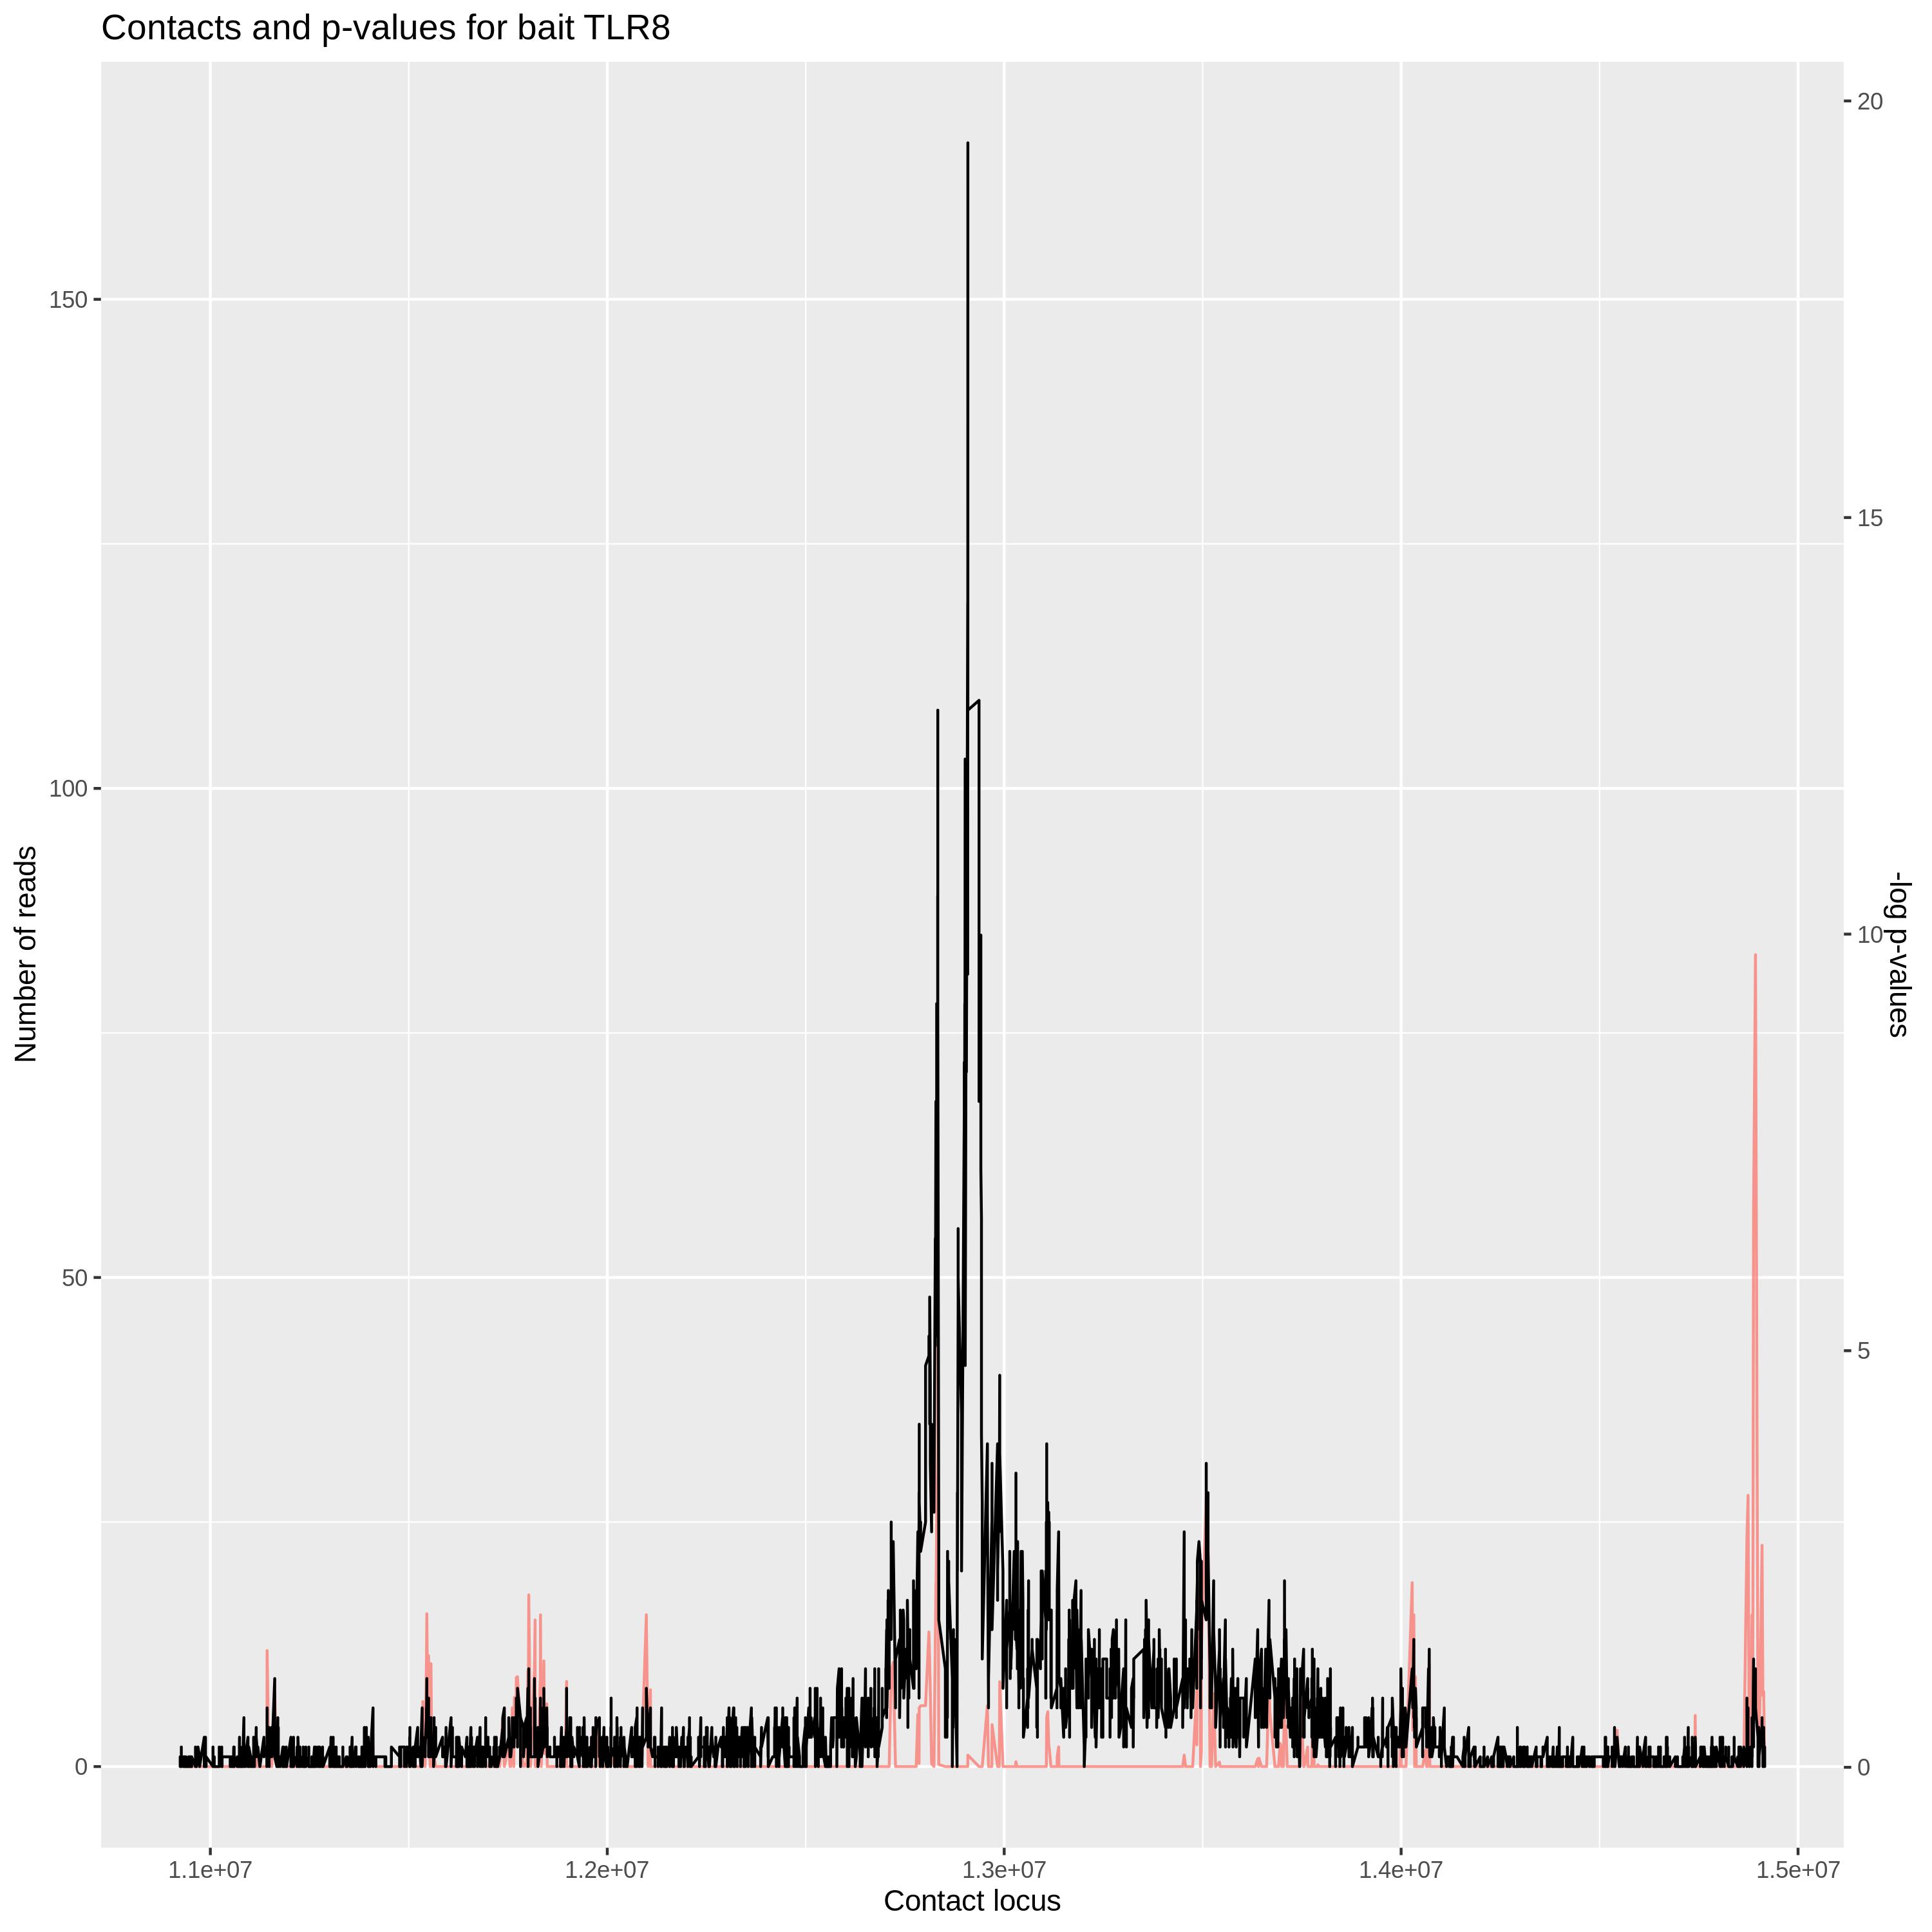 Contacts and p-values for bait TLR8
Number of reads
150
100
50
0
20
15
10
5
0
-log p-values
1.1e+07
1.2e+07
1.3e+07
1.4e+07
1.5e+07
Contact locus